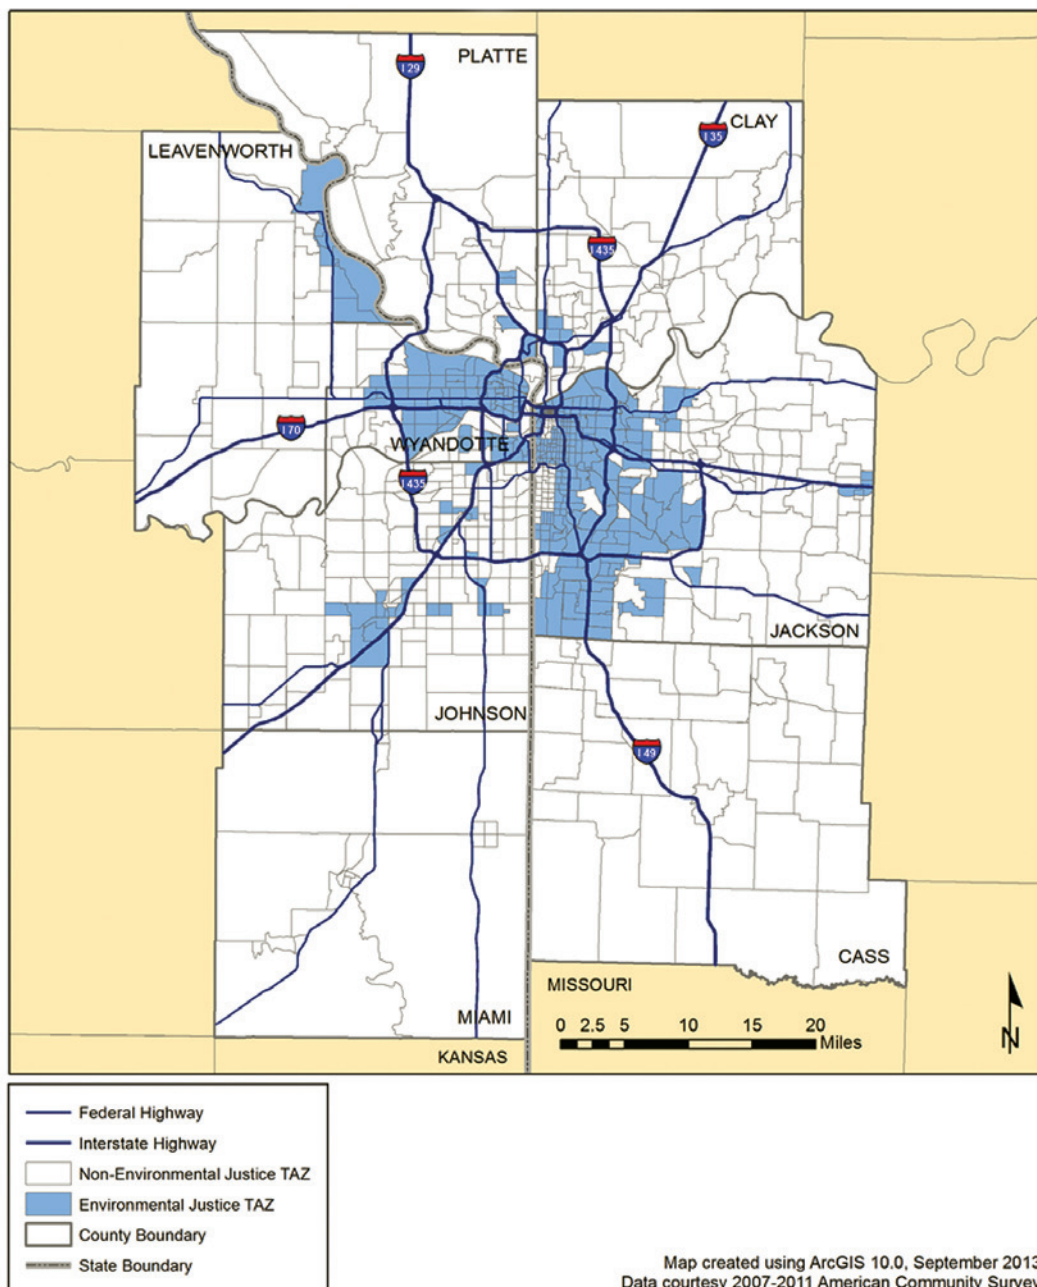 PLATTE
I 29
CLAY
I 35
LEAVENWORTH
I 435
I 70
WYANDOTTE
I 435
JACKSON
JOHNSON
I 49
CASS
MISSOURI
MIAMI
KANSAS
0 2.5 5 10 15 20
Miles
N
Federal Highway
Interstate Highway
Non-Environmental Justice TAZ
Environmental Justice TAZ
County Boundary
State Boundary
Map created using ArcGIS 10.0, September 2013
Data courtesy 2007-2011 American Community Survey